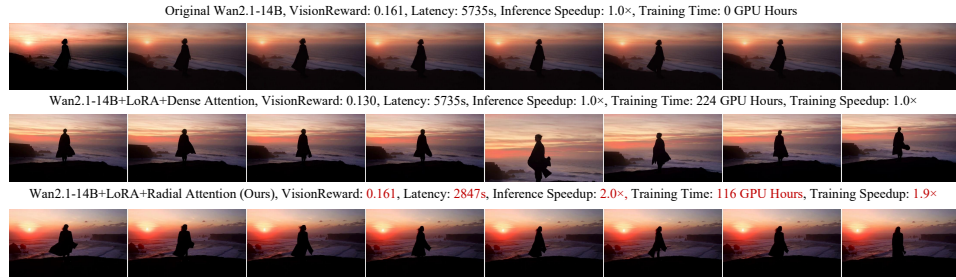 Original Wan2.1-14B, VisionReward: 0.161, Latency: 5735s, Inference Speedup: 1.0×, Training Time: 0 GPU Hours
Wan2.1-14B+LoRA+Dense Attention, VisionReward: 0.130, Latency: 5735s, Inference Speedup: 1.0×, Training Time: 224 GPU Hours, Training Speedup: 1.0×
Wan2.1-14B+LoRA+Radial Attention (Ours), VisionReward: 0.161, Latency: 2847s, Inference Speedup: 2.0×, Training Time: 116 GPU Hours, Training Speedup: 1.9×